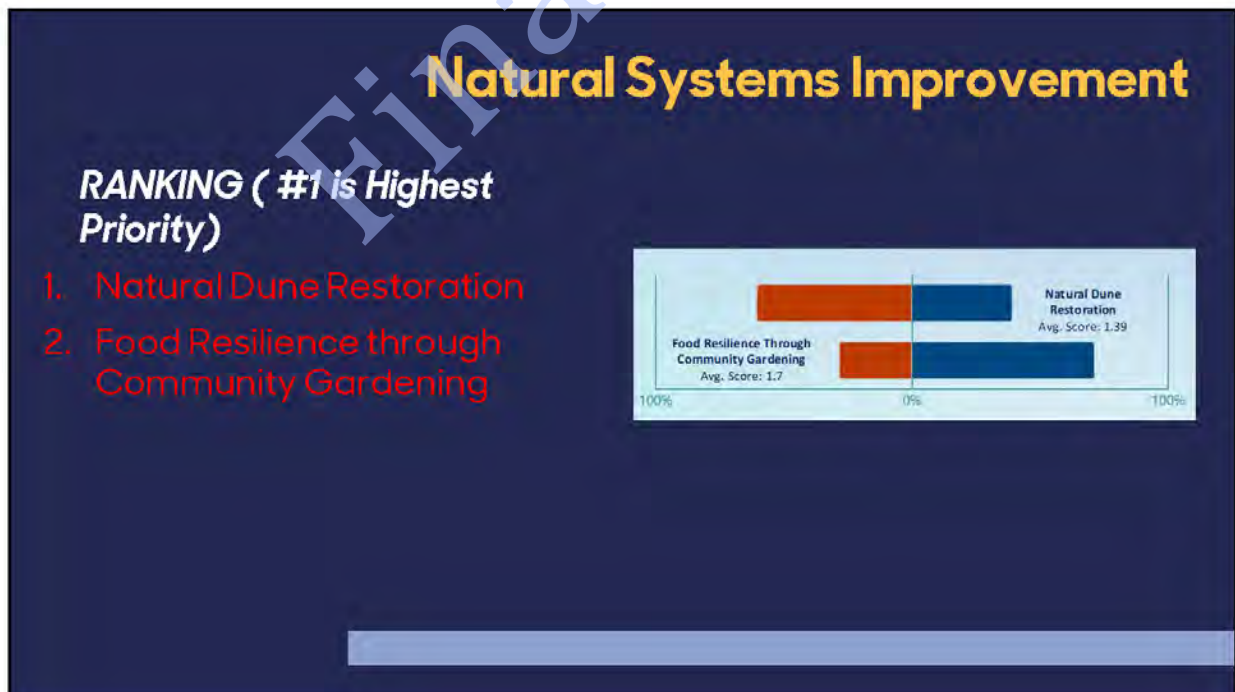 Natural Systems Improvement
RANKING ( #1 is Highest
Priority)
1. Natural Dune Restoration
2. Food Resilience through
Community Gardening
Natural Dune
Restoration
Avg. Score: 1.39
Food Resilience Through
Community Gardening
Avg. Score: 1.7
100%
0%
100%
Fina